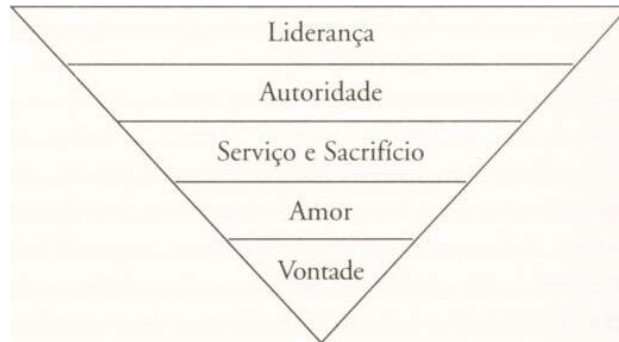 Liderança
Autoridade
Serviço e Sacrifício
Amor
Vontade